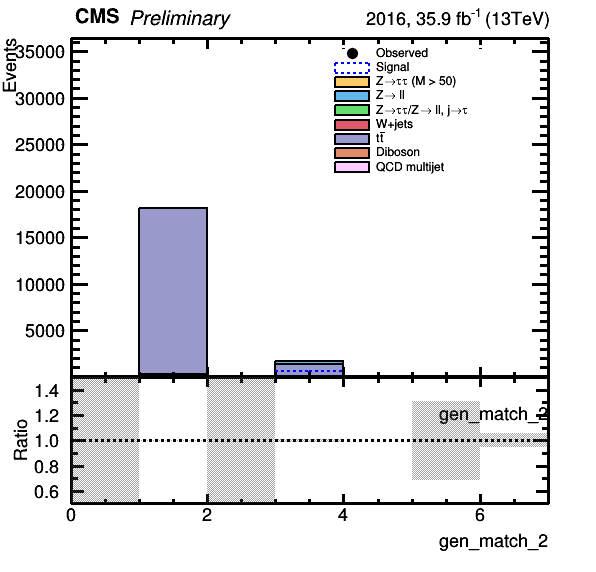 CMS Preliminary 2016, 35.9 fb⁻¹ (13TeV)
Events
35000
30000
25000
20000
15000
10000
5000
Observed
Signal
Z→ττ (M > 50)
Z→ ll
Z→ττ/Z→ ll, j→τ
W+jets
tt̄
Diboson
QCD multijet
Ratio
1.4
1.2
1.0
0.8
0.6
gen_match_2
0 2 4 6
gen_match_2